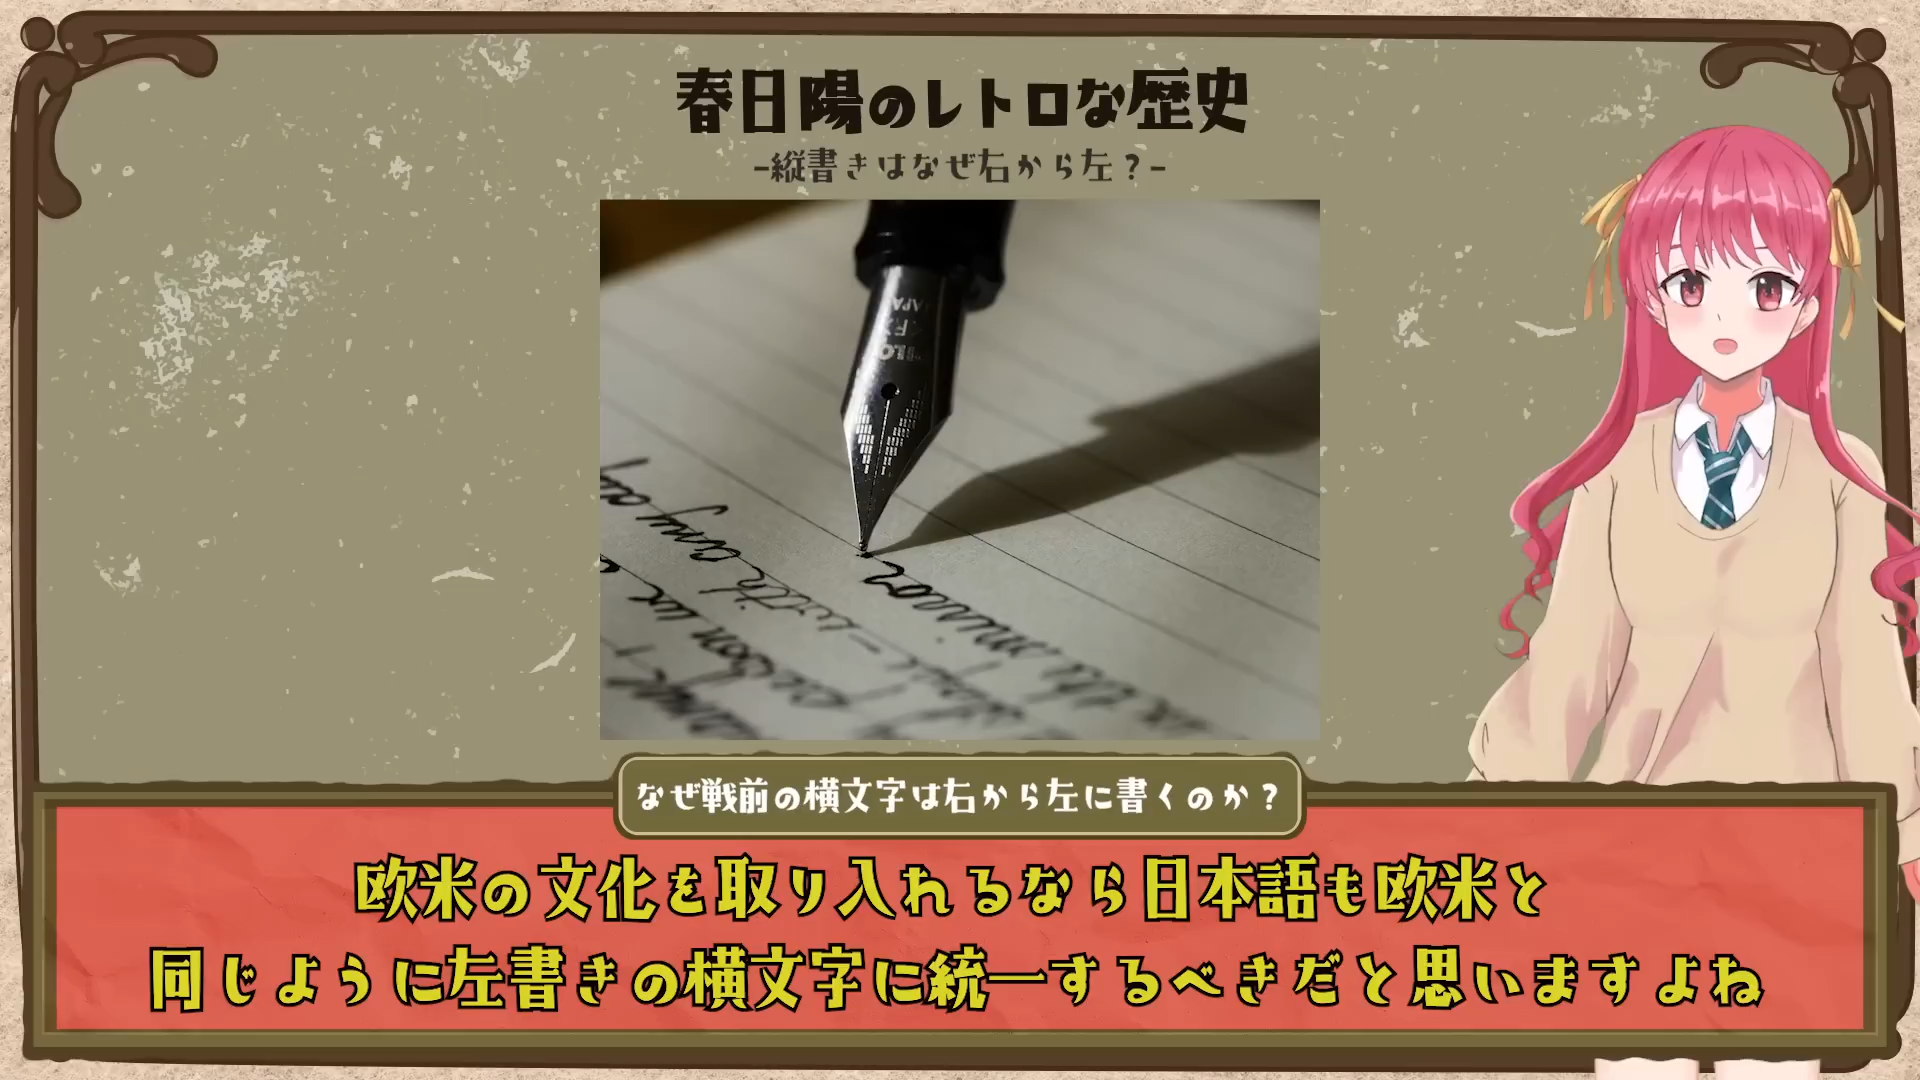 春日陽のレトロな歴史
-縦書きはなぜ右から左？-
なぜ戦前の横文字は右から左に書くのか？
欧米の文化を取り入れるなら日本語も欧米と
同じように左書きの横文字に統一するべきだと思いますよね